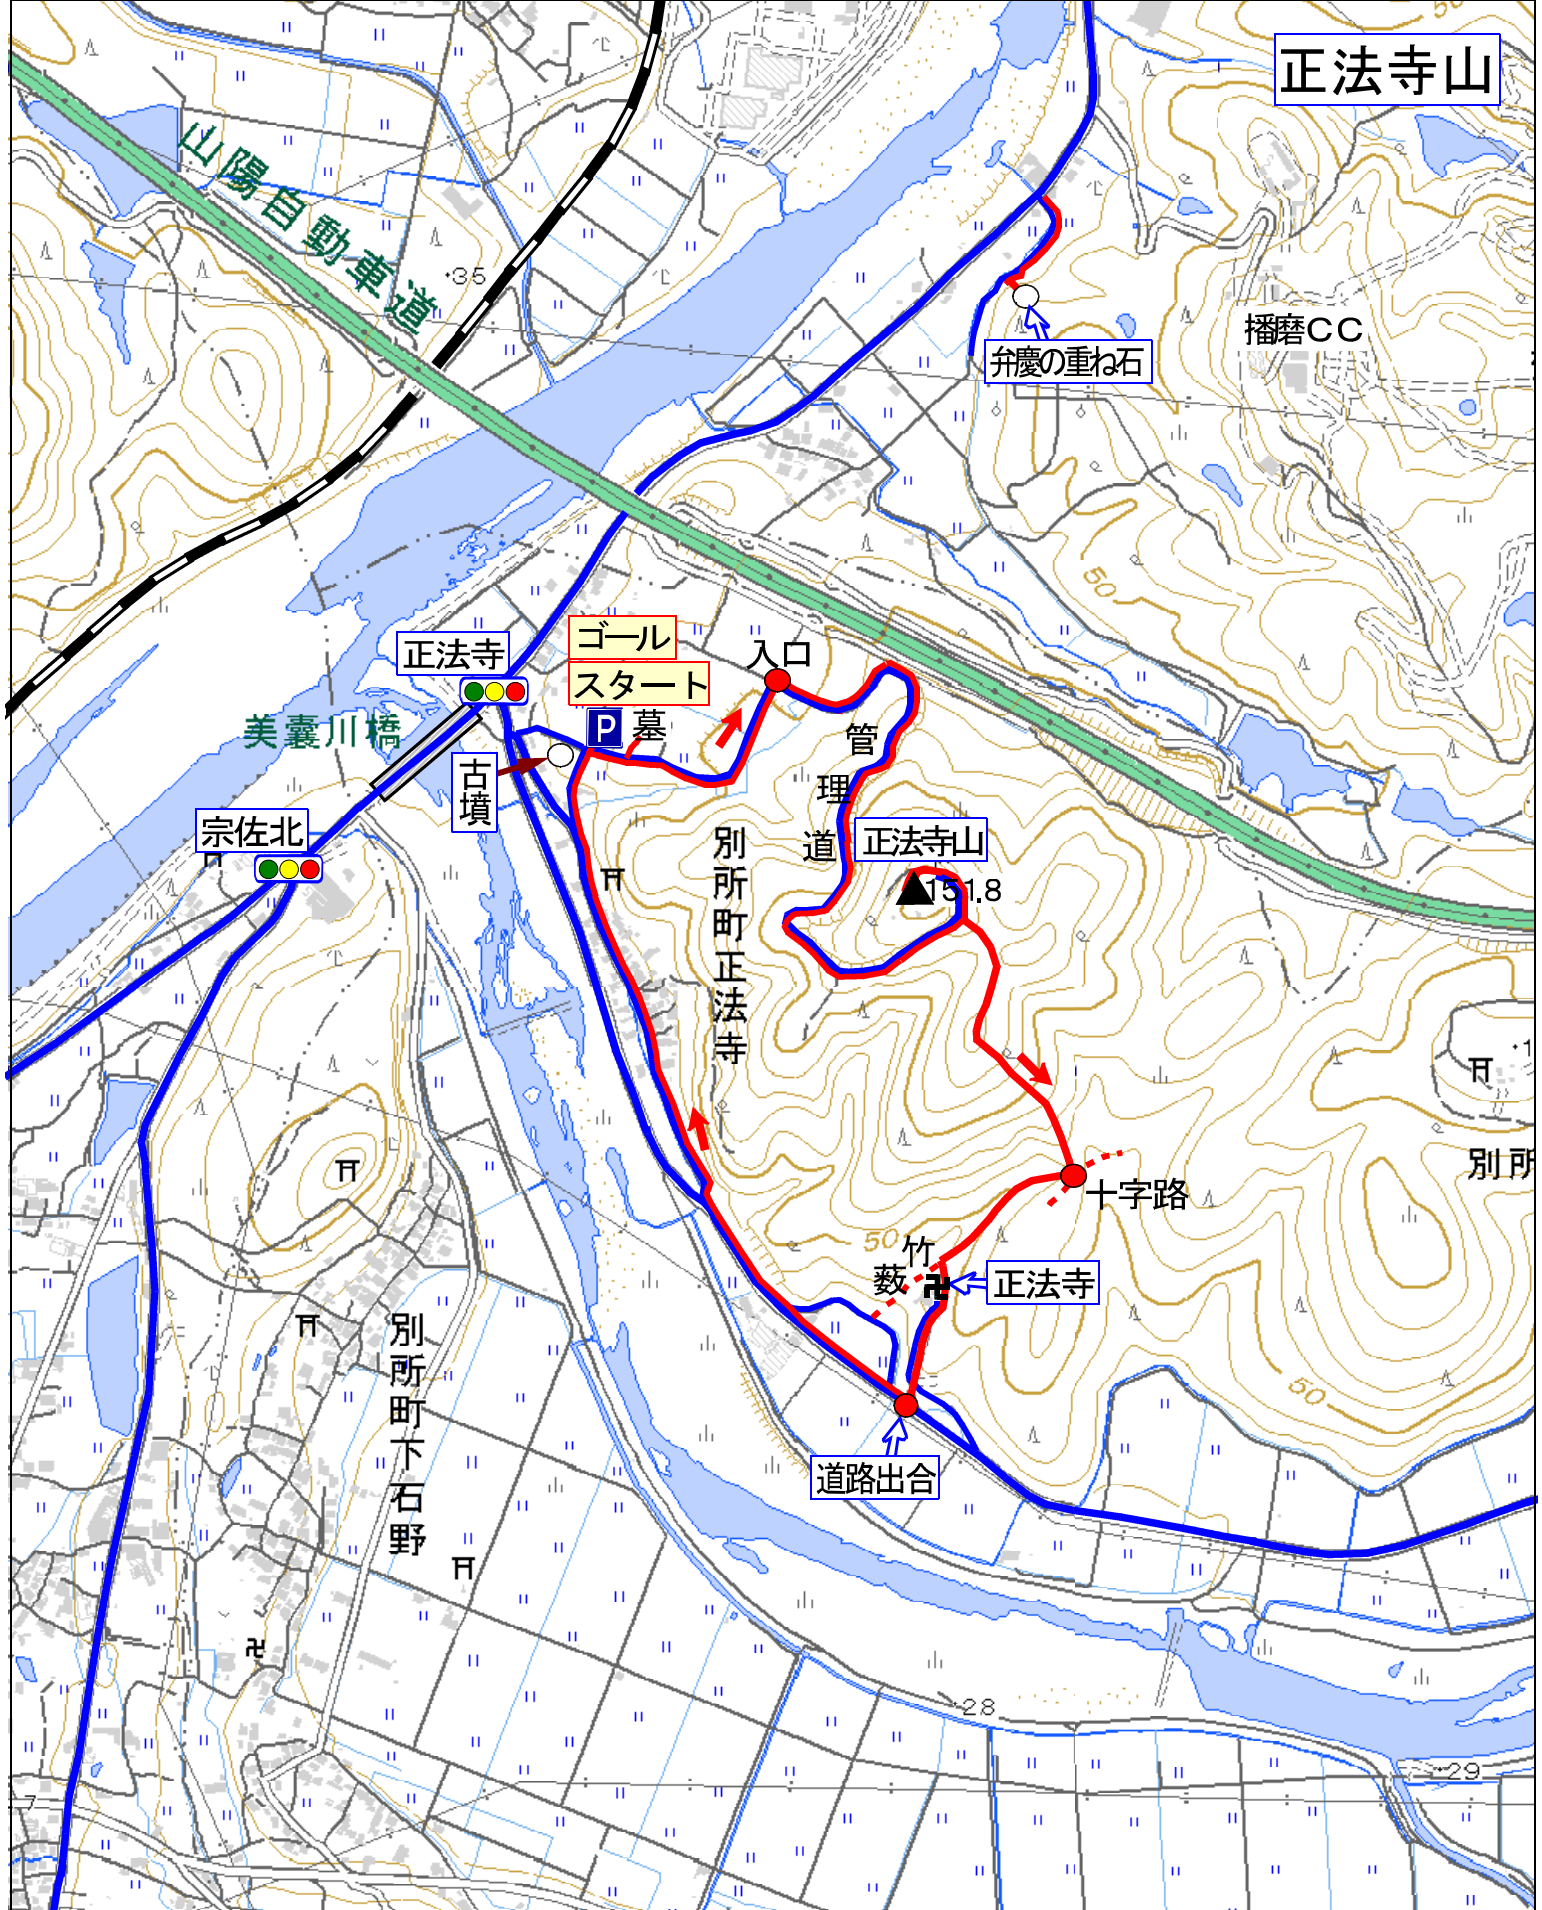 正法寺山
山陽自動車道
35
播磨CC
弁慶の重ね石
50
正法寺
ゴール
スタート
入口
P
墓
美嚢川橋
古墳
管理道
宗佐北
正法寺山
151.8
別所町正法寺
十字路
別所
50
竹薮
正法寺
50
別所町下石野
道路出合
28
29
7